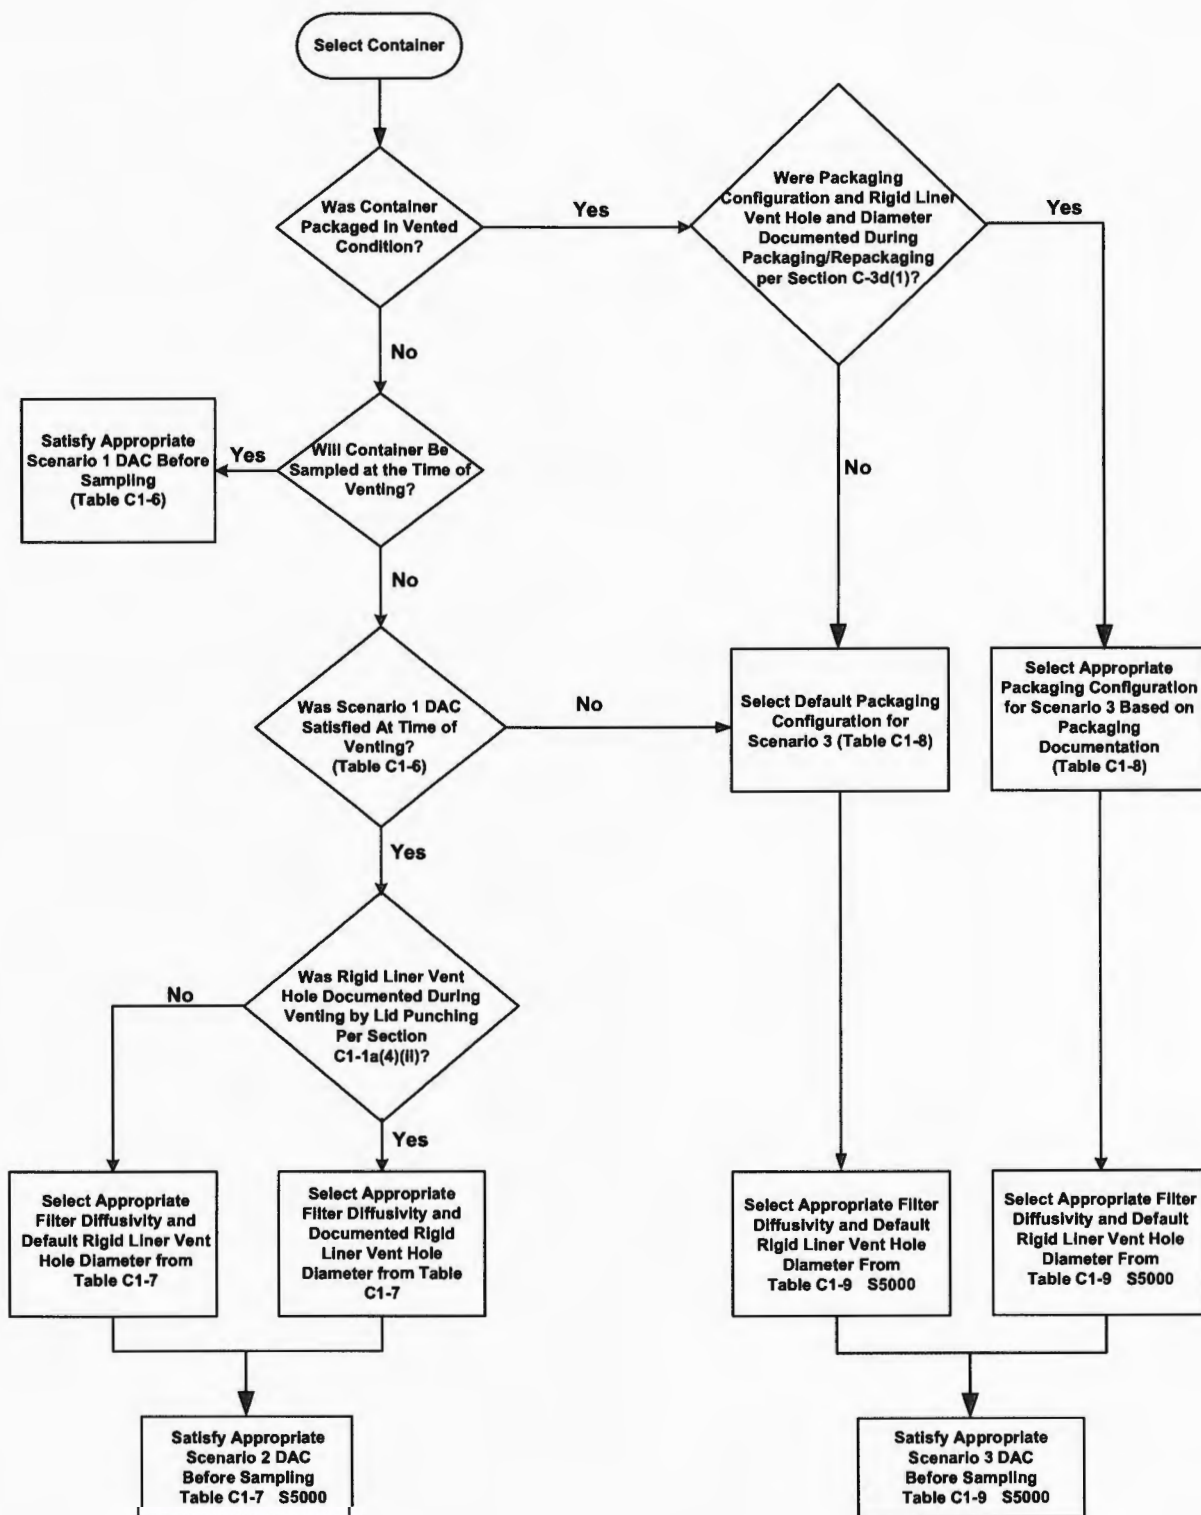 Select Container
Was Container
Packaged In Vented
Condition?
Yes
Were Packaging
Configuration and Rigid Liner
Vent Hole and Diameter
Documented During
Packaging/Repackaging
per Section C-3d(1)?
Yes
No
No
Satisfy Appropriate
Scenario 1 DAC Before
Sampling
(Table C1-6)
Yes
Will Container Be
Sampled at the Time of
Venting?
No
Was Scenario 1 DAC
Satisfied At Time of
Venting?
(Table C1-6)
No
Select Default Packaging
Configuration for
Scenario 3 (Table C1-8)
Select Appropriate
Packaging Configuration
for Scenario 3 Based on
Packaging
Documentation
(Table C1-8)
Yes
Was Rigid Liner Vent
Hole Documented During
Venting by Lid Punching
Per Section
C1-1a(4)(ii)?
No
Yes
Select Appropriate
Filter Diffusivity and
Default Rigid Liner Vent
Hole Diameter from
Table C1-7
Select Appropriate
Filter Diffusivity and
Documented Rigid
Liner Vent Hole
Diameter from Table
C1-7
Select Appropriate Filter
Diffusivity and Default
Rigid Liner Vent Hole
Diameter From
Table C1-9 S5000
Select Appropriate Filter
Diffusivity and Default
Rigid Liner Vent Hole
Diameter From
Table C1-9 S5000
Satisfy Appropriate
Scenario 2 DAC
Before Sampling
Table C1-7 S5000
Satisfy Appropriate
Scenario 3 DAC
Before Sampling
Table C1-9 S5000